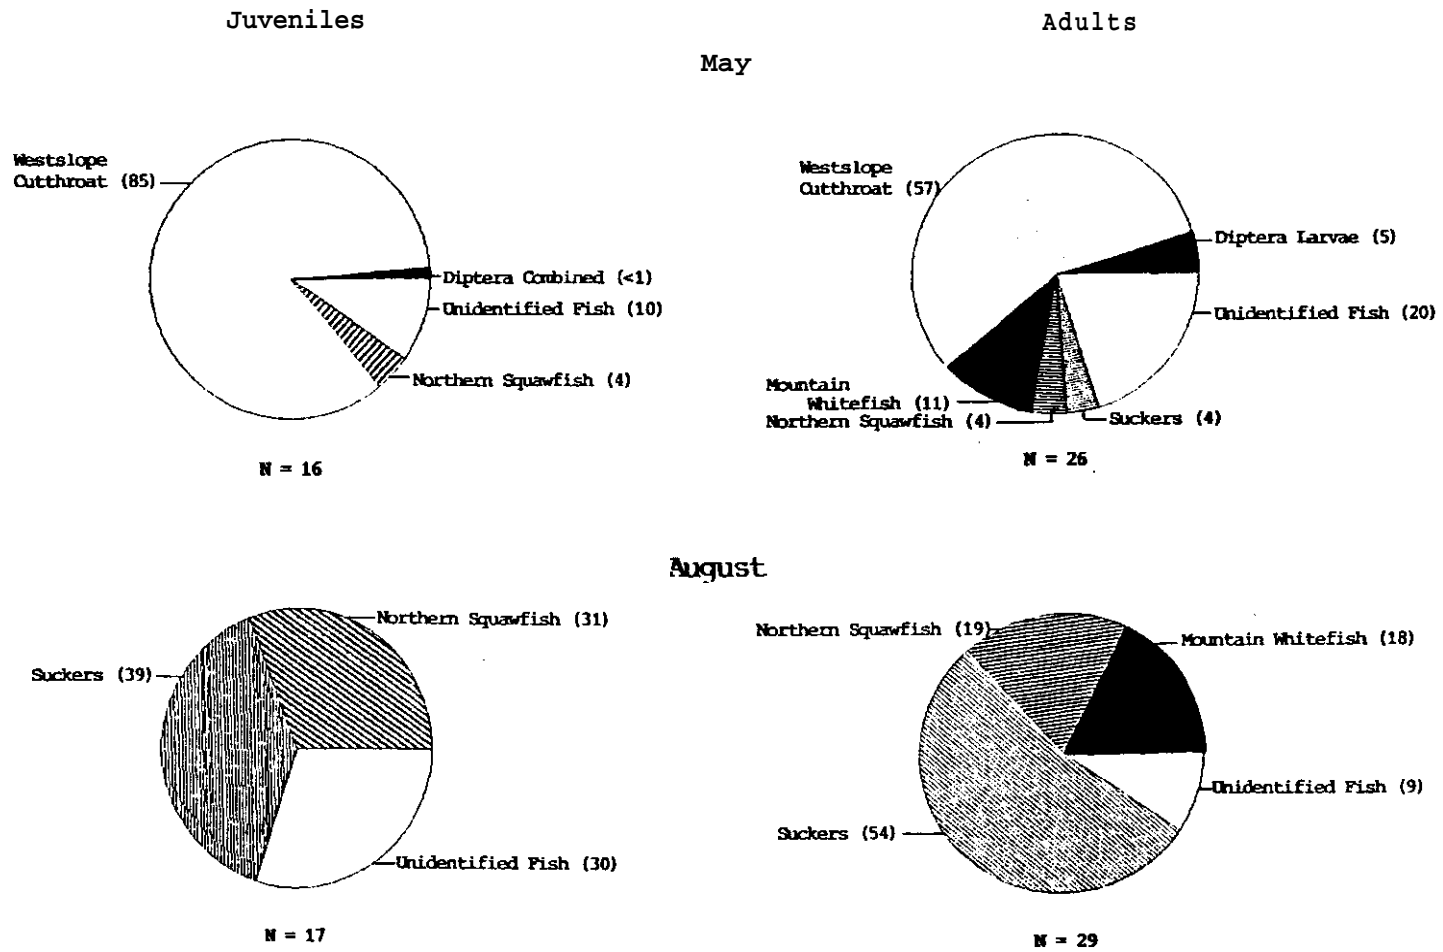 Juveniles
Adults
May
Westslope
Cutthroat (85)
Diptera Combined (<1)
Unidentified Fish (10)
Northern Squawfish (4)
N = 16
Westslope
Cutthroat (57)
Diptera Larvae (5)
Unidentified Fish (20)
Mountain
Whitefish (11)
Northern Squawfish (4)
Suckers (4)
N = 26
August
Northern Squawfish (31)
Suckers (39)
Unidentified Fish (30)
N = 17
Northern Squawfish (19)
Mountain Whitefish (18)
Unidentified Fish (9)
Suckers (54)
N = 29